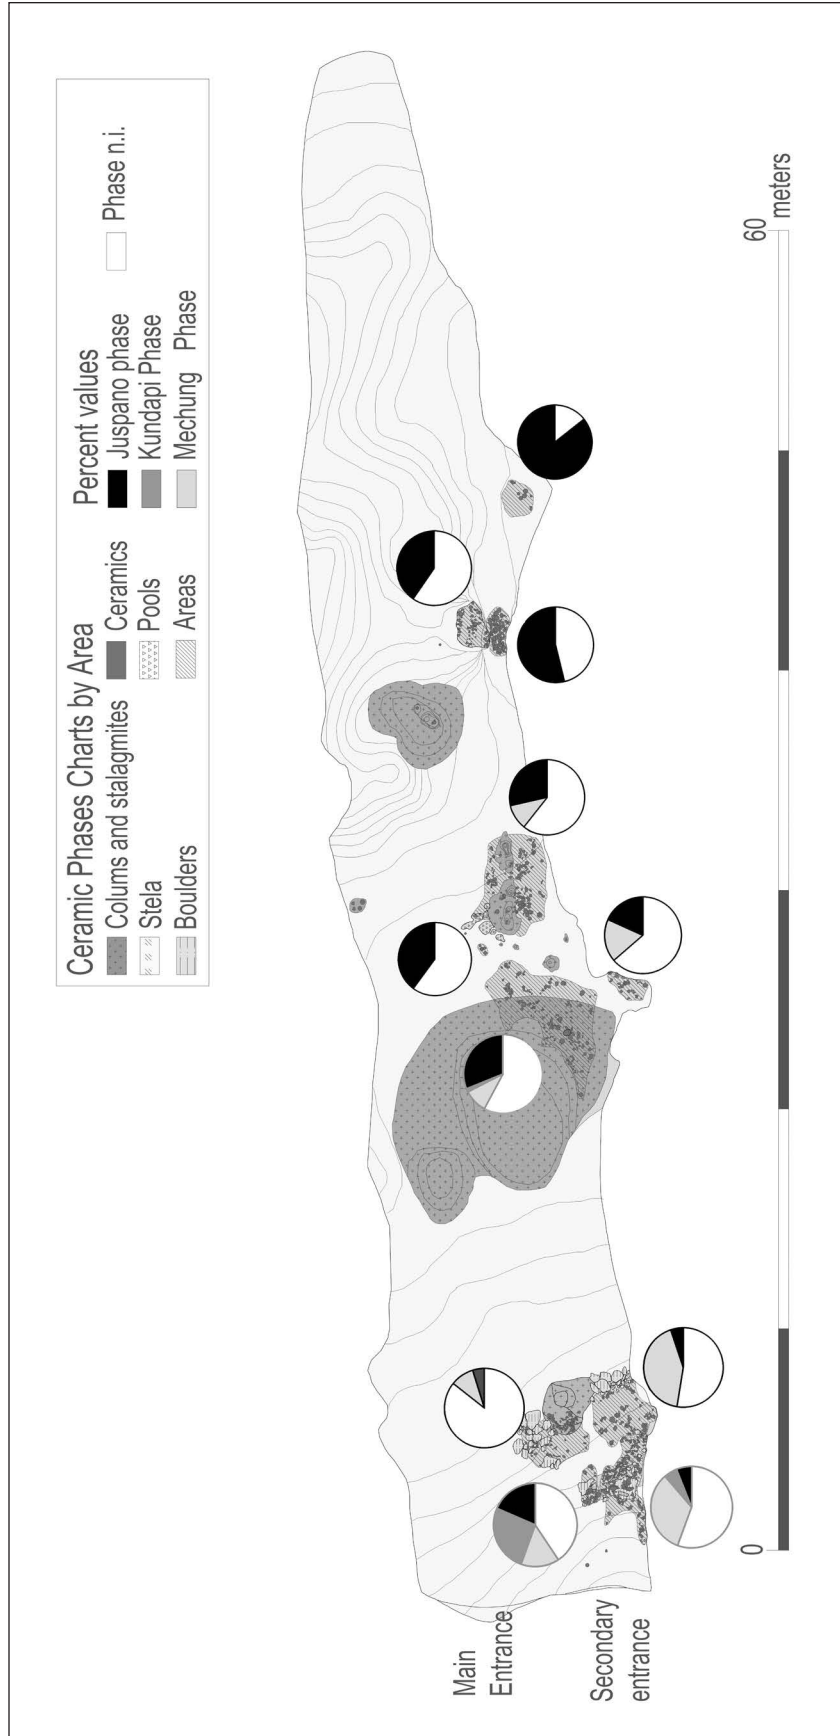 Ceramic Phases Charts by Area
Colums and stalagmites
Stela
Boulders
Ceramics
Pools
Areas
Percent values
Juspano phase
Kundapi Phase
Mechung Phase
Phase n.i.
Main
Entrance
Secondary
entrance
0
60
meters